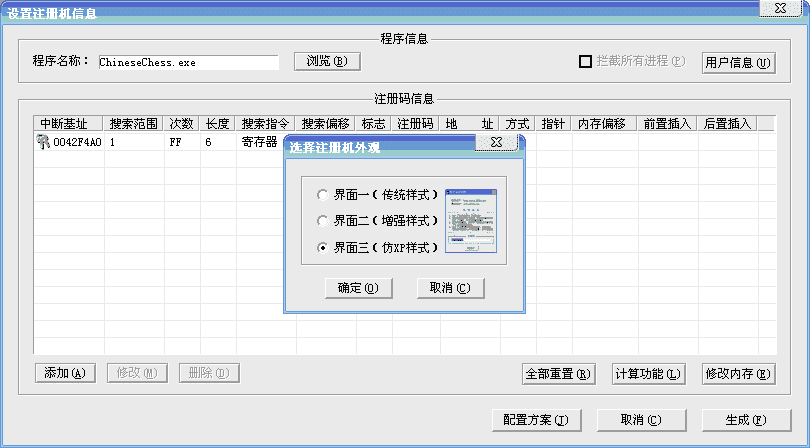 设置注册机信息
程序信息
程序名称： ChineseChess.exe 浏览(B) 拦截所有进程(P) 用户信息(U)
注册码信息
中断基址 搜索范围 次数 长度 搜索指令 搜索偏移 标志 注册码 地 址 方式 指针 内存偏移 前置插入 后置插入
0042F4A0 1 FF 6 寄存器
选择注册机外观
界面一(传统样式)
界面二(增强样式)
界面三(仿XP样式)
确定(O) 取消(C)
添加(A) 修改(M) 删除(D) 全部重置(R) 计算功能(L) 修改内存(E)
配置方案(T) 取消(C) 生成(F)